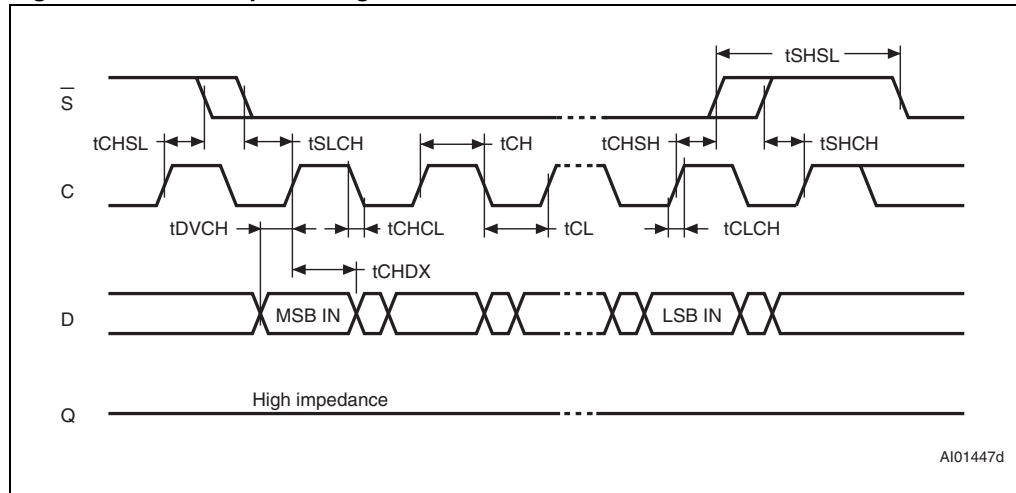 tSHSL
S
tCHSL
tSLCH
tCH
tCHSH
tSHCH
C
tDVCH
tCHCL
tCL
tCLCH
tCHDX
D
MSB IN
LSB IN
High impedance
Q
AI01447d